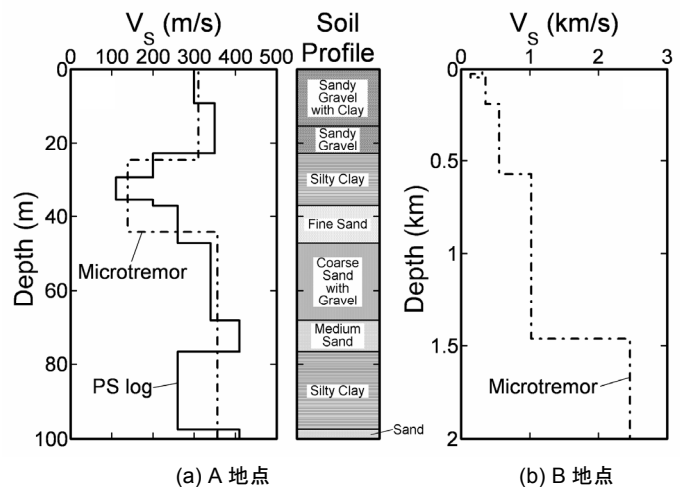 V_S (m/s)
0 100 200 300 400 500
Depth (m)
0
20
40
60
80
100
Microtremor
PS log
Soil
Profile
Sandy
Gravel
with Clay
Sandy
Gravel
Silty Clay
Fine Sand
Coarse
Sand
with
Gravel
Medium
Sand
Silty Clay
Sand
(a) A 地点
V_S (km/s)
0 1 2 3
Depth (km)
0
0.5
1
1.5
2
Microtremor
(b) B 地点